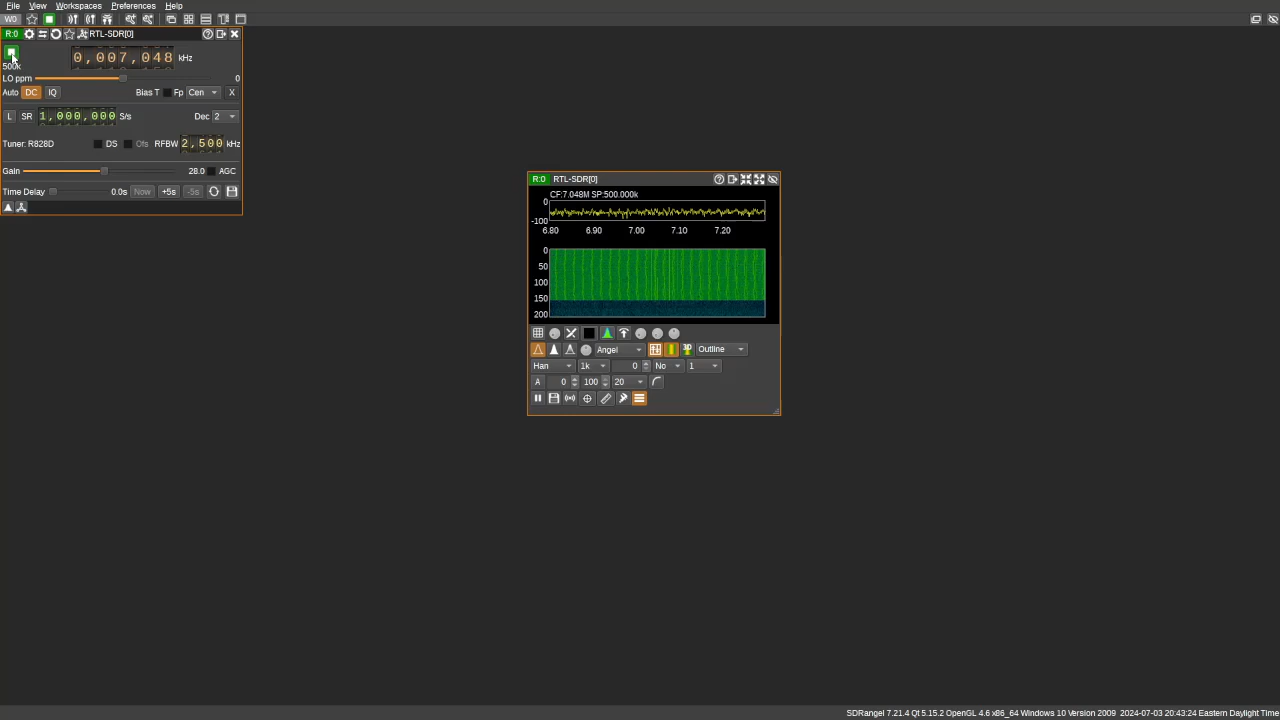 File View Workspaces Preferences Help
W0
R:0 RTL-SDR[0]
0,007,048 kHz
500k
LO ppm 0
Auto DC IQ Bias T Fp Cen X
L SR 1,000,000 S/s Dec 2
Tuner: R828D DS Ofs RFBW 2,500 kHz
Gain 28.0 AGC
Time Delay 0.0s Now +5s -5s
R:0 RTL-SDR[0]
CF:7.048M SP:500.000k
0
-100
6.80 6.90 7.00 7.10 7.20
0
50
100
150
200
Angel 3D Outline
Han 1k 0 No 1
A 0 100 20
SDRangel 7.21.4 Qt 5.15.2 OpenGL 4.6 x86_64 Windows 10 Version 2009 2024-07-03 20:43:24 Eastern Daylight Time